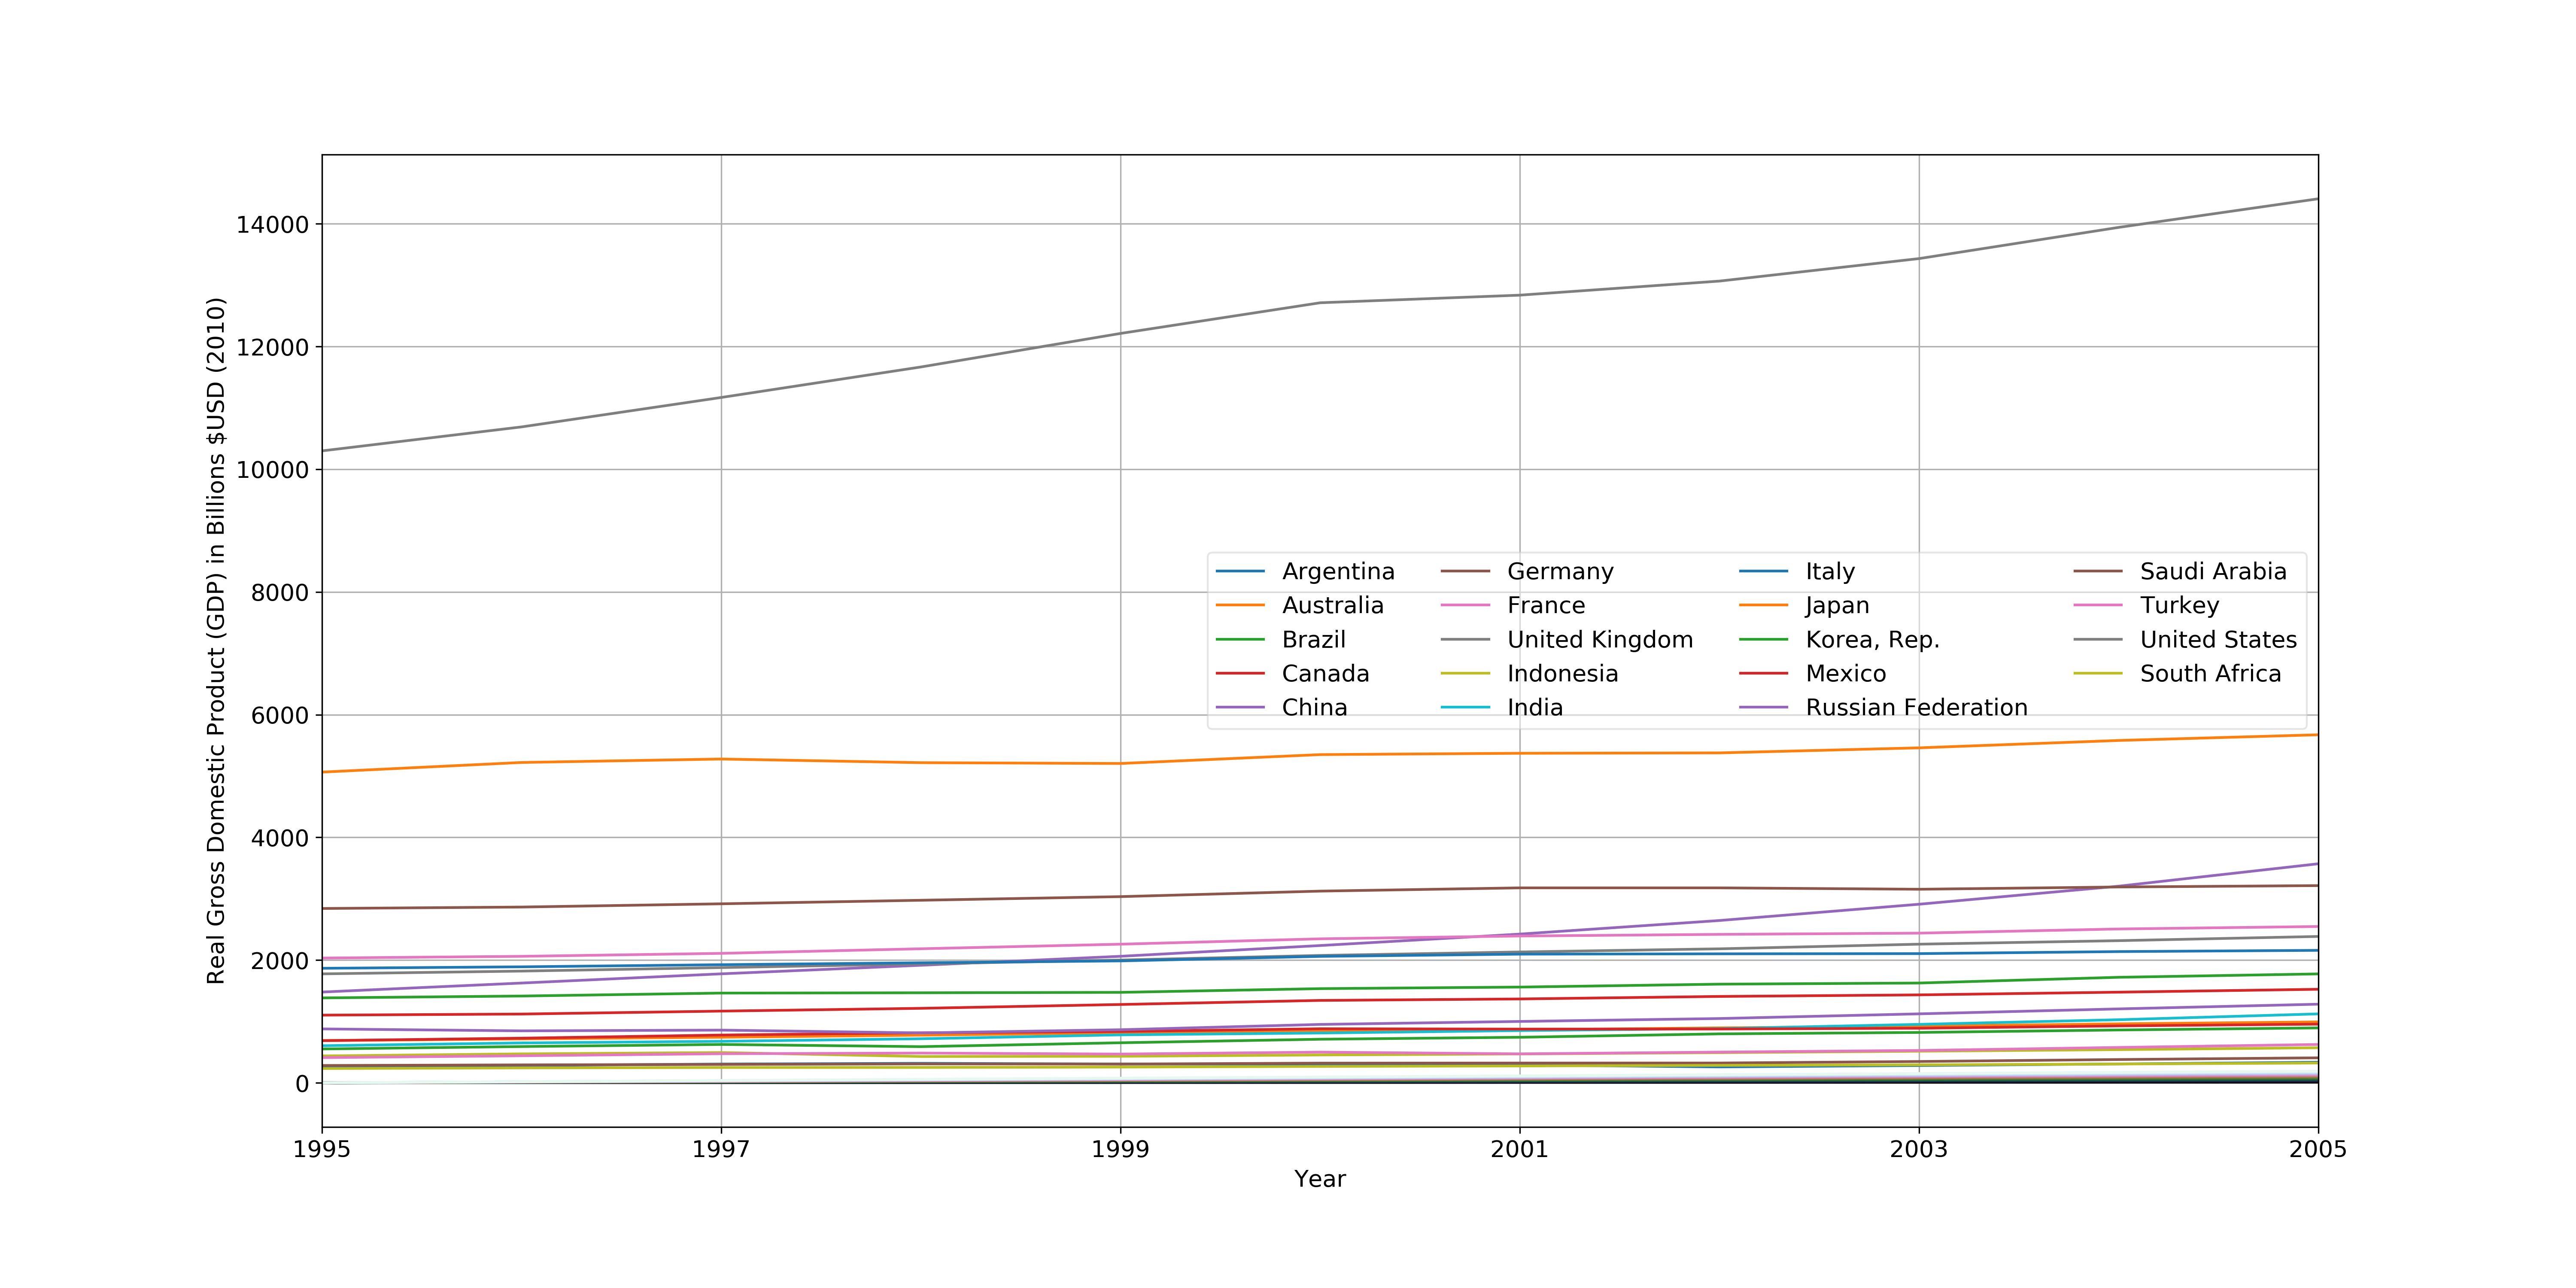 14000
12000
10000
8000
6000
4000
2000
0
Real Gross Domestic Product (GDP) in Billions $USD (2010)
Argentina
Australia
Brazil
Canada
China
Germany
France
United Kingdom
Indonesia
India
Italy
Japan
Korea, Rep.
Mexico
Russian Federation
Saudi Arabia
Turkey
United States
South Africa
1995 1997 1999 2001 2003 2005
Year